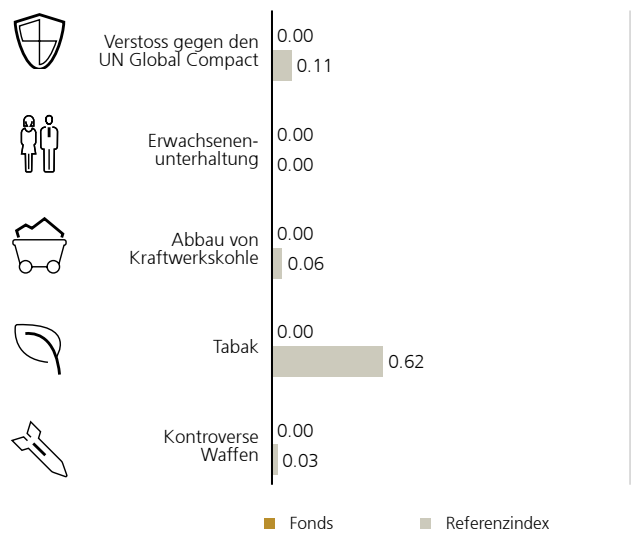 0.00
Verstoss gegen den
UN Global Compact
0.11
0.00
Erwachsenen-
unterhaltung
0.00
0.00
Abbau von
Kraftwerkskohle
0.06
0.00
Tabak
0.62
0.00
Kontroverse
Waffen
0.03
Fonds
Referenzindex